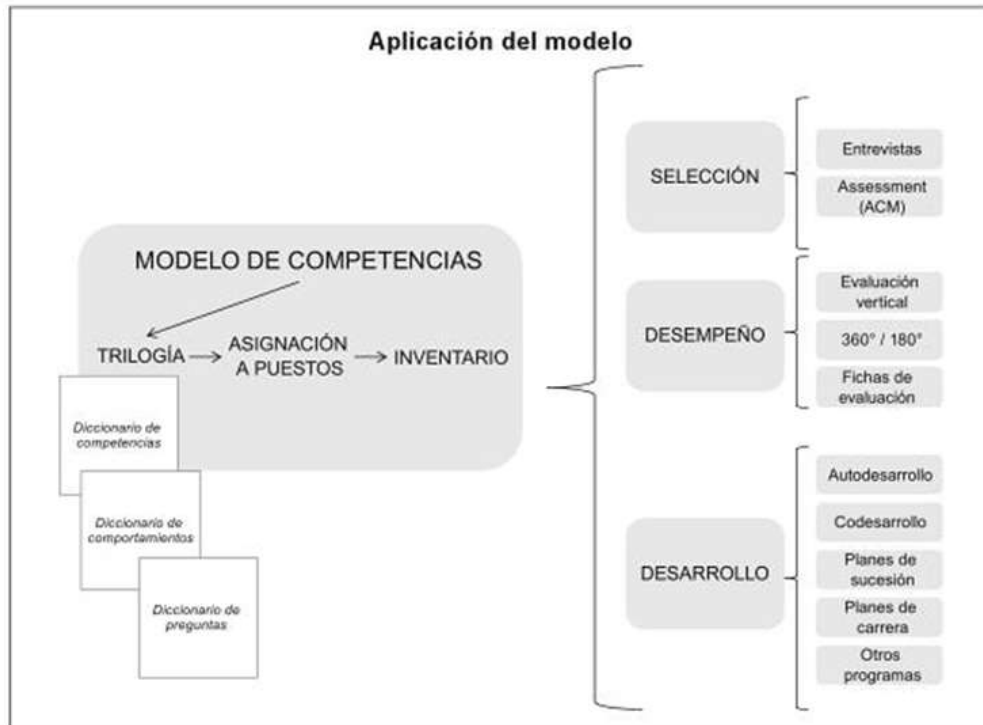 Aplicación del modelo
MODELO DE COMPETENCIAS
TRILOGÍA
ASIGNACIÓN
A PUESTOS
INVENTARIO
Diccionario de
competencias
Diccionario de
comportamientos
Diccionario de
preguntas
SELECCIÓN
Entrevistas
Assessment
(ACM)
DESEMPEÑO
Evaluación
vertical
360° / 180°
Fichas de
evaluación
DESARROLLO
Autodesarrollo
Codesarrollo
Planes de
sucesión
Planes de
carrera
Otros
programas